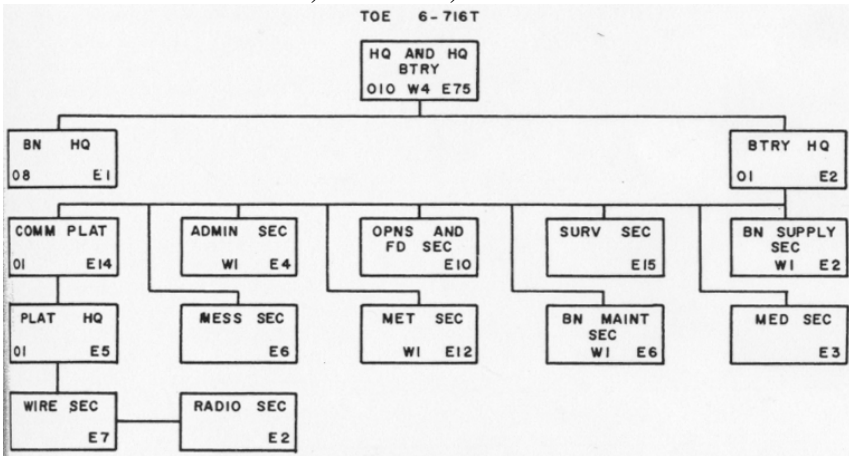 TOE 6-716T
HQ AND HQ
BTRY
010 W4 E75
BN HQ
08 E1
BTRY HQ
01 E2
COMM PLAT
01 E14
ADMIN SEC
W1 E4
OPNS AND
FD SEC
E10
SURV SEC
E15
BN SUPPLY
SEC
W1 E2
PLAT HQ
01 E5
MESS SEC
E6
MET SEC
W1 E12
BN MAINT
SEC
W1 E6
MED SEC
E3
WIRE SEC
E7
RADIO SEC
E2